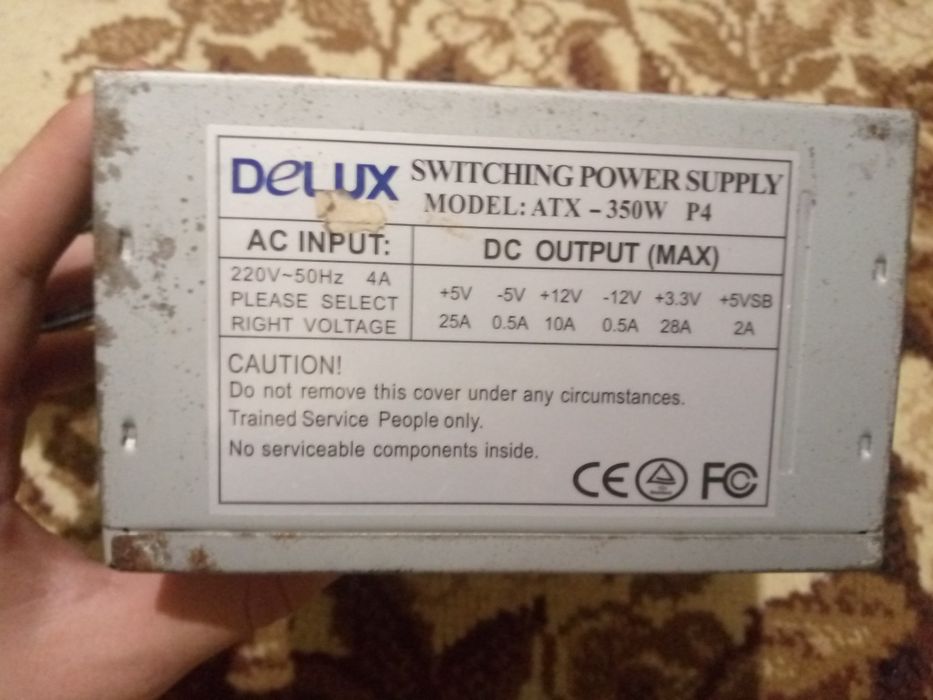 DELUX SWITCHING POWER SUPPLY
MODEL: ATX - 350W P4
AC INPUT:
220V~50Hz 4A
PLEASE SELECT
RIGHT VOLTAGE
DC OUTPUT (MAX)
+5V -5V +12V -12V +3.3V +5VSB
25A 0.5A 10A 0.5A 28A 2A
CAUTION!
Do not remove this cover under any circumstances.
Trained Service People only.
No serviceable components inside.
CE FC